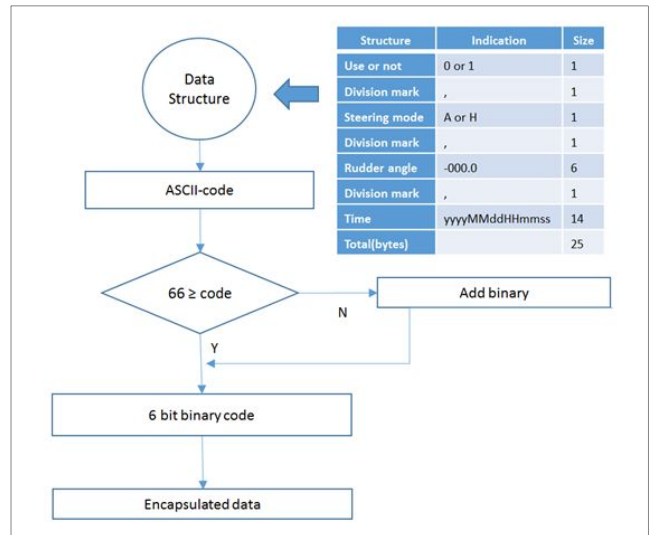 Data
Structure
Structure Indication Size
Use or not 0 or 1 1
Division mark , 1
Steering mode A or H 1
Division mark , 1
Rudder angle -000.0 6
Division mark , 1
Time yyyyMMddHHmmss 14
Total(bytes) 25
ASCII-code
66 ≥ code
N
Add binary
Y
6 bit binary code
Encapsulated data